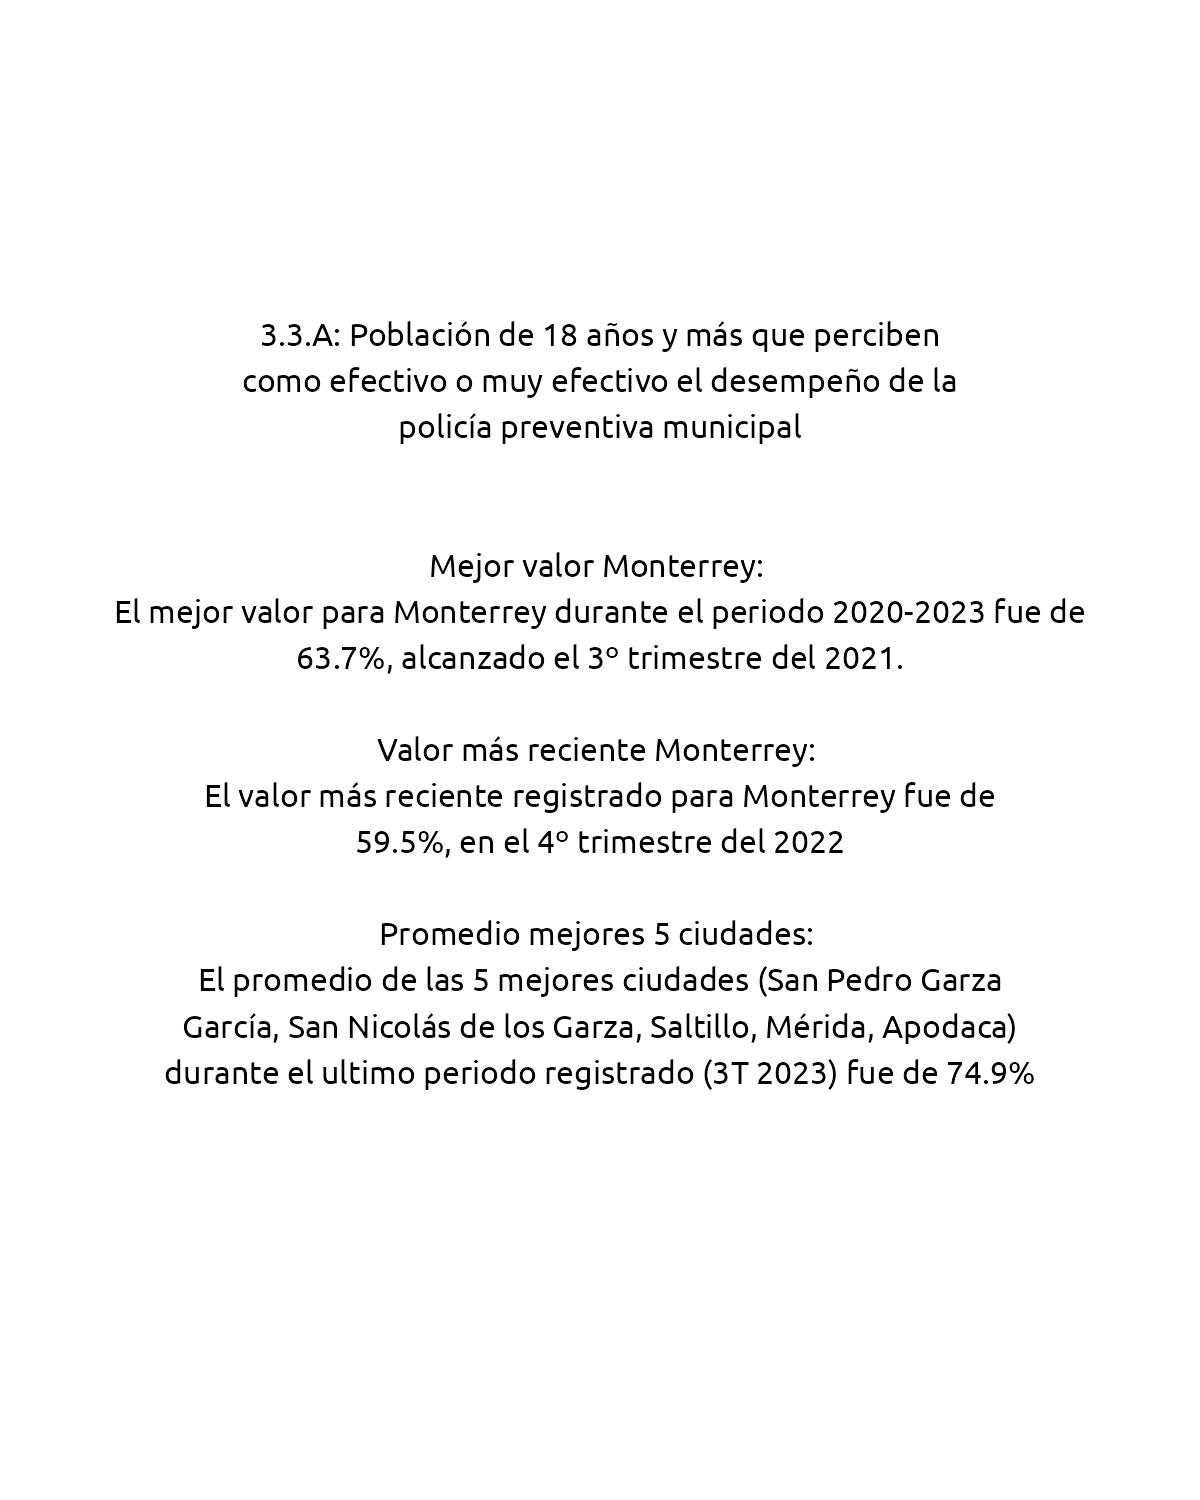 3.3.A: Población de 18 años y más que perciben
como efectivo o muy efectivo el desempeño de la
policía preventiva municipal
Mejor valor Monterrey:
El mejor valor para Monterrey durante el periodo 2020-2023 fue de
63.7%, alcanzado el 3º trimestre del 2021.
Valor más reciente Monterrey:
El valor más reciente registrado para Monterrey fue de
59.5%, en el 4º trimestre del 2022
Promedio mejores 5 ciudades:
El promedio de las 5 mejores ciudades (San Pedro Garza
García, San Nicolás de los Garza, Saltillo, Mérida, Apodaca)
durante el ultimo periodo registrado (3T 2023) fue de 74.9%